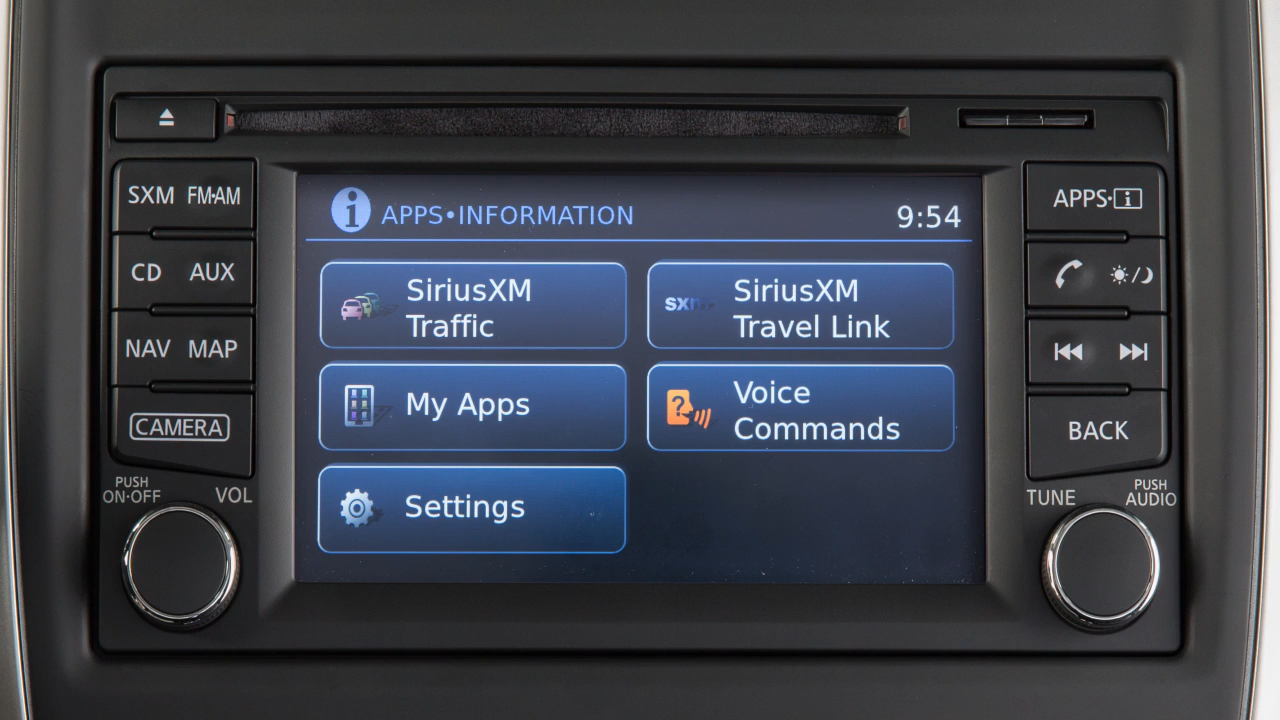 SXM FM·AM
CD AUX
NAV MAP
CAMERA
PUSH
ON·OFF
VOL
i APPS•INFORMATION
9:54
SiriusXM
Traffic
sxm
SiriusXM
Travel Link
My Apps
?
Voice
Commands
Settings
APPS·i
BACK
TUNE
PUSH
AUDIO